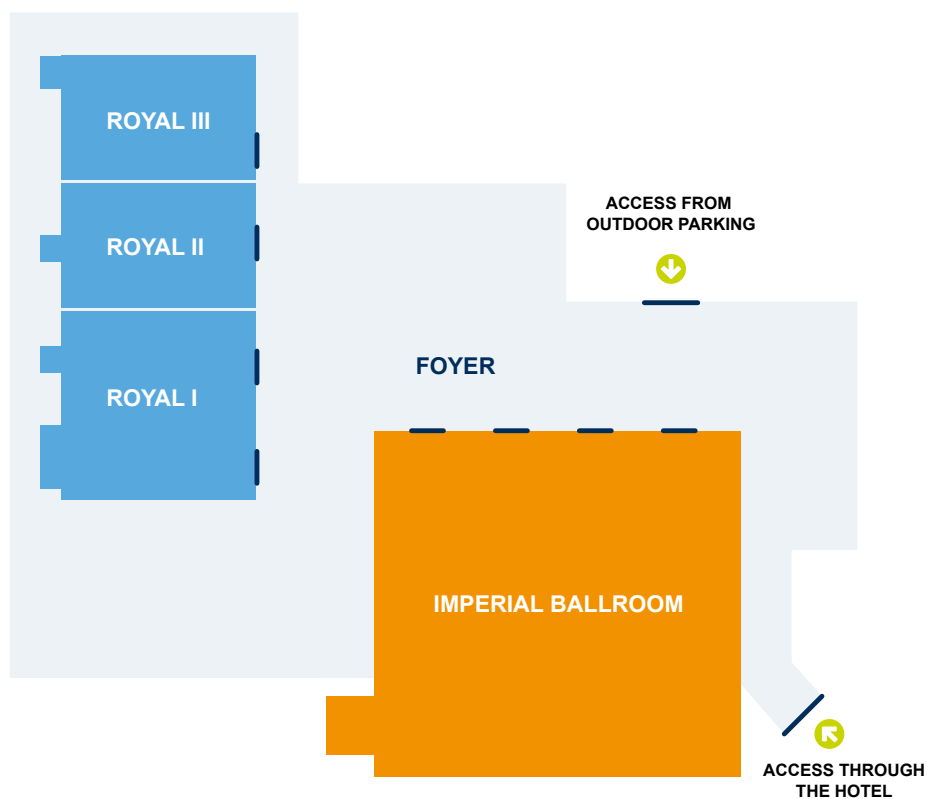 ROYAL III
ROYAL II
ROYAL I
ACCESS FROM
OUTDOOR PARKING
FOYER
IMPERIAL BALLROOM
ACCESS THROUGH
THE HOTEL